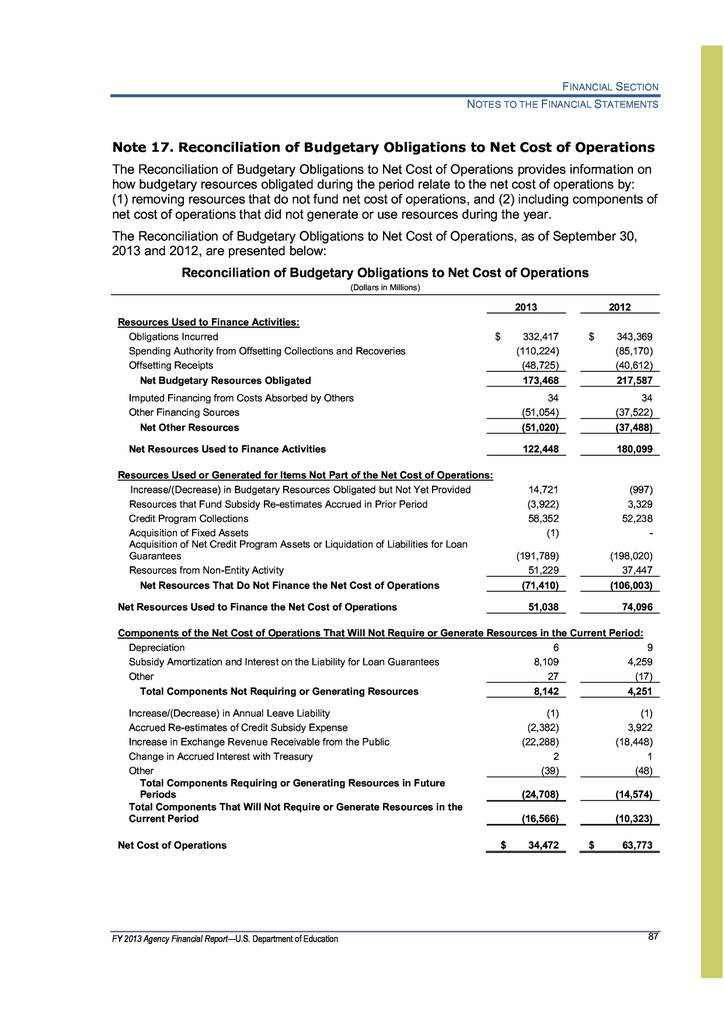 FINANCIAL SECTION
NOTES TO THE FINANCIAL STATEMENTS
Note 17. Reconciliation of Budgetary Obligations to Net Cost of Operations
The Reconciliation of Budgetary Obligations to Net Cost of Operations provides information on
how budgetary resources obligated during the period relate to the net cost of operations by:
(1) removing resources that do not fund net cost of operations, and (2) including components of
net cost of operations that did not generate or use resources during the year.
The Reconciliation of Budgetary Obligations to Net Cost of Operations, as of September 30,
2013 and 2012, are presented below:
Reconciliation of Budgetary Obligations to Net Cost of Operations
(Dollars in Millions)
2013 2012
Resources Used to Finance Activities:
Obligations Incurred $ 332,417 $ 343,369
Spending Authority from Offsetting Collections and Recoveries (110,224) (85,170)
Offsetting Receipts (48,725) (40,612)
Net Budgetary Resources Obligated 173,468 217,587
Imputed Financing from Costs Absorbed by Others 34 34
Other Financing Sources (51,054) (37,522)
Net Other Resources (51,020) (37,488)
Net Resources Used to Finance Activities 122,448 180,099
Resources Used or Generated for Items Not Part of the Net Cost of Operations:
Increase/(Decrease) in Budgetary Resources Obligated but Not Yet Provided 14,721 (997)
Resources that Fund Subsidy Re-estimates Accrued in Prior Period (3,922) 3,329
Credit Program Collections 58,352 52,238
Acquisition of Fixed Assets (1) -
Acquisition of Net Credit Program Assets or Liquidation of Liabilities for Loan
Guarantees (191,789) (198,020)
Resources from Non-Entity Activity 51,229 37,447
Net Resources That Do Not Finance the Net Cost of Operations (71,410) (106,003)
Net Resources Used to Finance the Net Cost of Operations 51,038 74,096
Components of the Net Cost of Operations That Will Not Require or Generate Resources in the Current Period:
Depreciation 6 9
Subsidy Amortization and Interest on the Liability for Loan Guarantees 8,109 4,259
Other 27 (17)
Total Components Not Requiring or Generating Resources 8,142 4,251
Increase/(Decrease) in Annual Leave Liability (1) (1)
Accrued Re-estimates of Credit Subsidy Expense (2,382) 3,922
Increase in Exchange Revenue Receivable from the Public (22,288) (18,448)
Change in Accrued Interest with Treasury 2 1
Other (39) (48)
Total Components Requiring or Generating Resources in Future
Periods (24,708) (14,574)
Total Components That Will Not Require or Generate Resources in the
Current Period (16,566) (10,323)
Net Cost of Operations $ 34,472 $ 63,773
FY 2013 Agency Financial Report—U.S. Department of Education 87